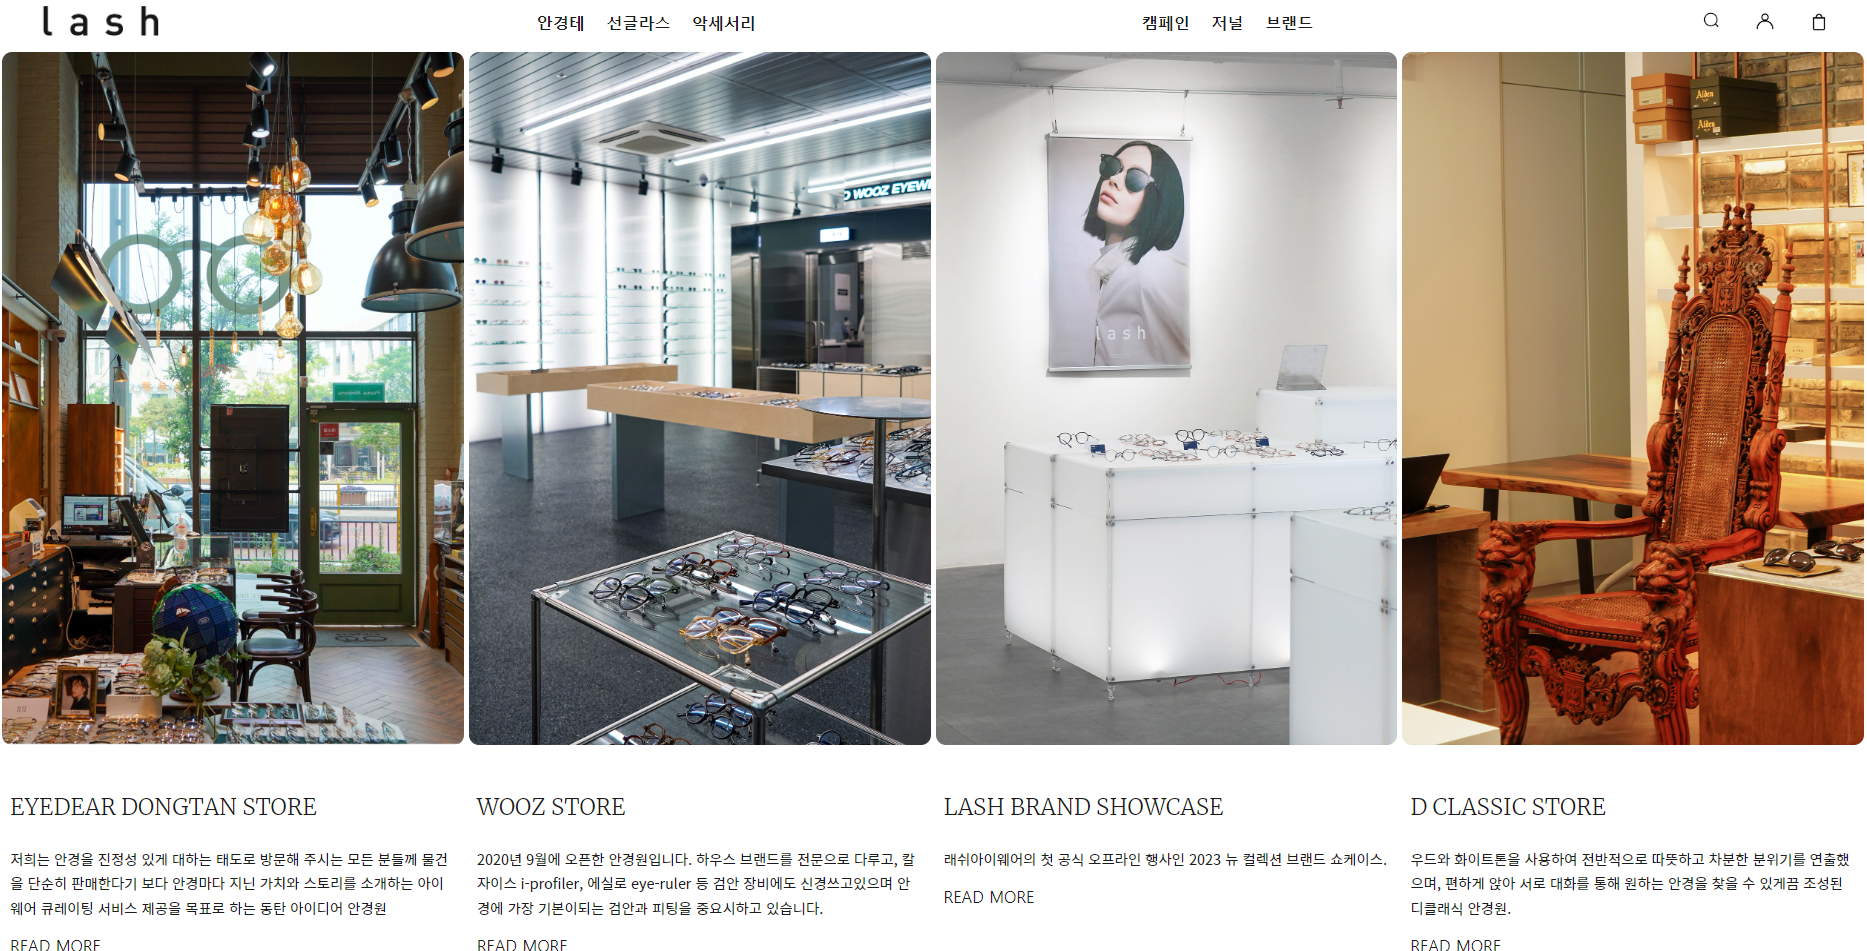 lash
안경테 선글라스 악세서리 캠페인 저널 브랜드
WOOZ EYEWE
Alden
Alden
lash
EYEDEAR DONGTAN STORE
저희는 안경을 진정성 있게 대하는 태도로 방문해 주시는 모든 분들께 물건
을 단순히 판매한다기 보다 안경마다 지닌 가치와 스토리를 소개하는 아이
웨어 큐레이팅 서비스 제공을 목표로 하는 동탄 아이디어 안경원
READ MORE
WOOZ STORE
2020년 9월에 오픈한 안경원입니다. 하우스 브랜드를 전문으로 다루고, 칼
자이스 i-profiler, 에실로 eye-ruler 등 검안 장비에도 신경쓰고있으며 안
경에 가장 기본이되는 검안과 피팅을 중요시하고 있습니다.
READ MORE
LASH BRAND SHOWCASE
래쉬아이웨어의 첫 공식 오프라인 행사인 2023 뉴 컬렉션 브랜드 쇼케이스.
READ MORE
D CLASSIC STORE
우드와 화이트톤을 사용하여 전반적으로 따뜻하고 차분한 분위기를 연출했
으며, 편하게 앉아 서로 대화를 통해 원하는 안경을 찾을 수 있게끔 조성된
디클래식 안경원.
READ MORE